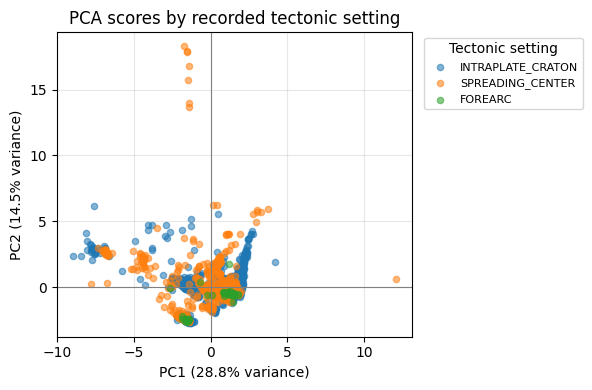 PCA scores by recorded tectonic setting
Tectonic setting
INTRAPLATE_CRATON
SPREADING_CENTER
FOREARC
PC2 (14.5% variance)
15
10
5
0
−10
−5
0
5
10
PC1 (28.8% variance)